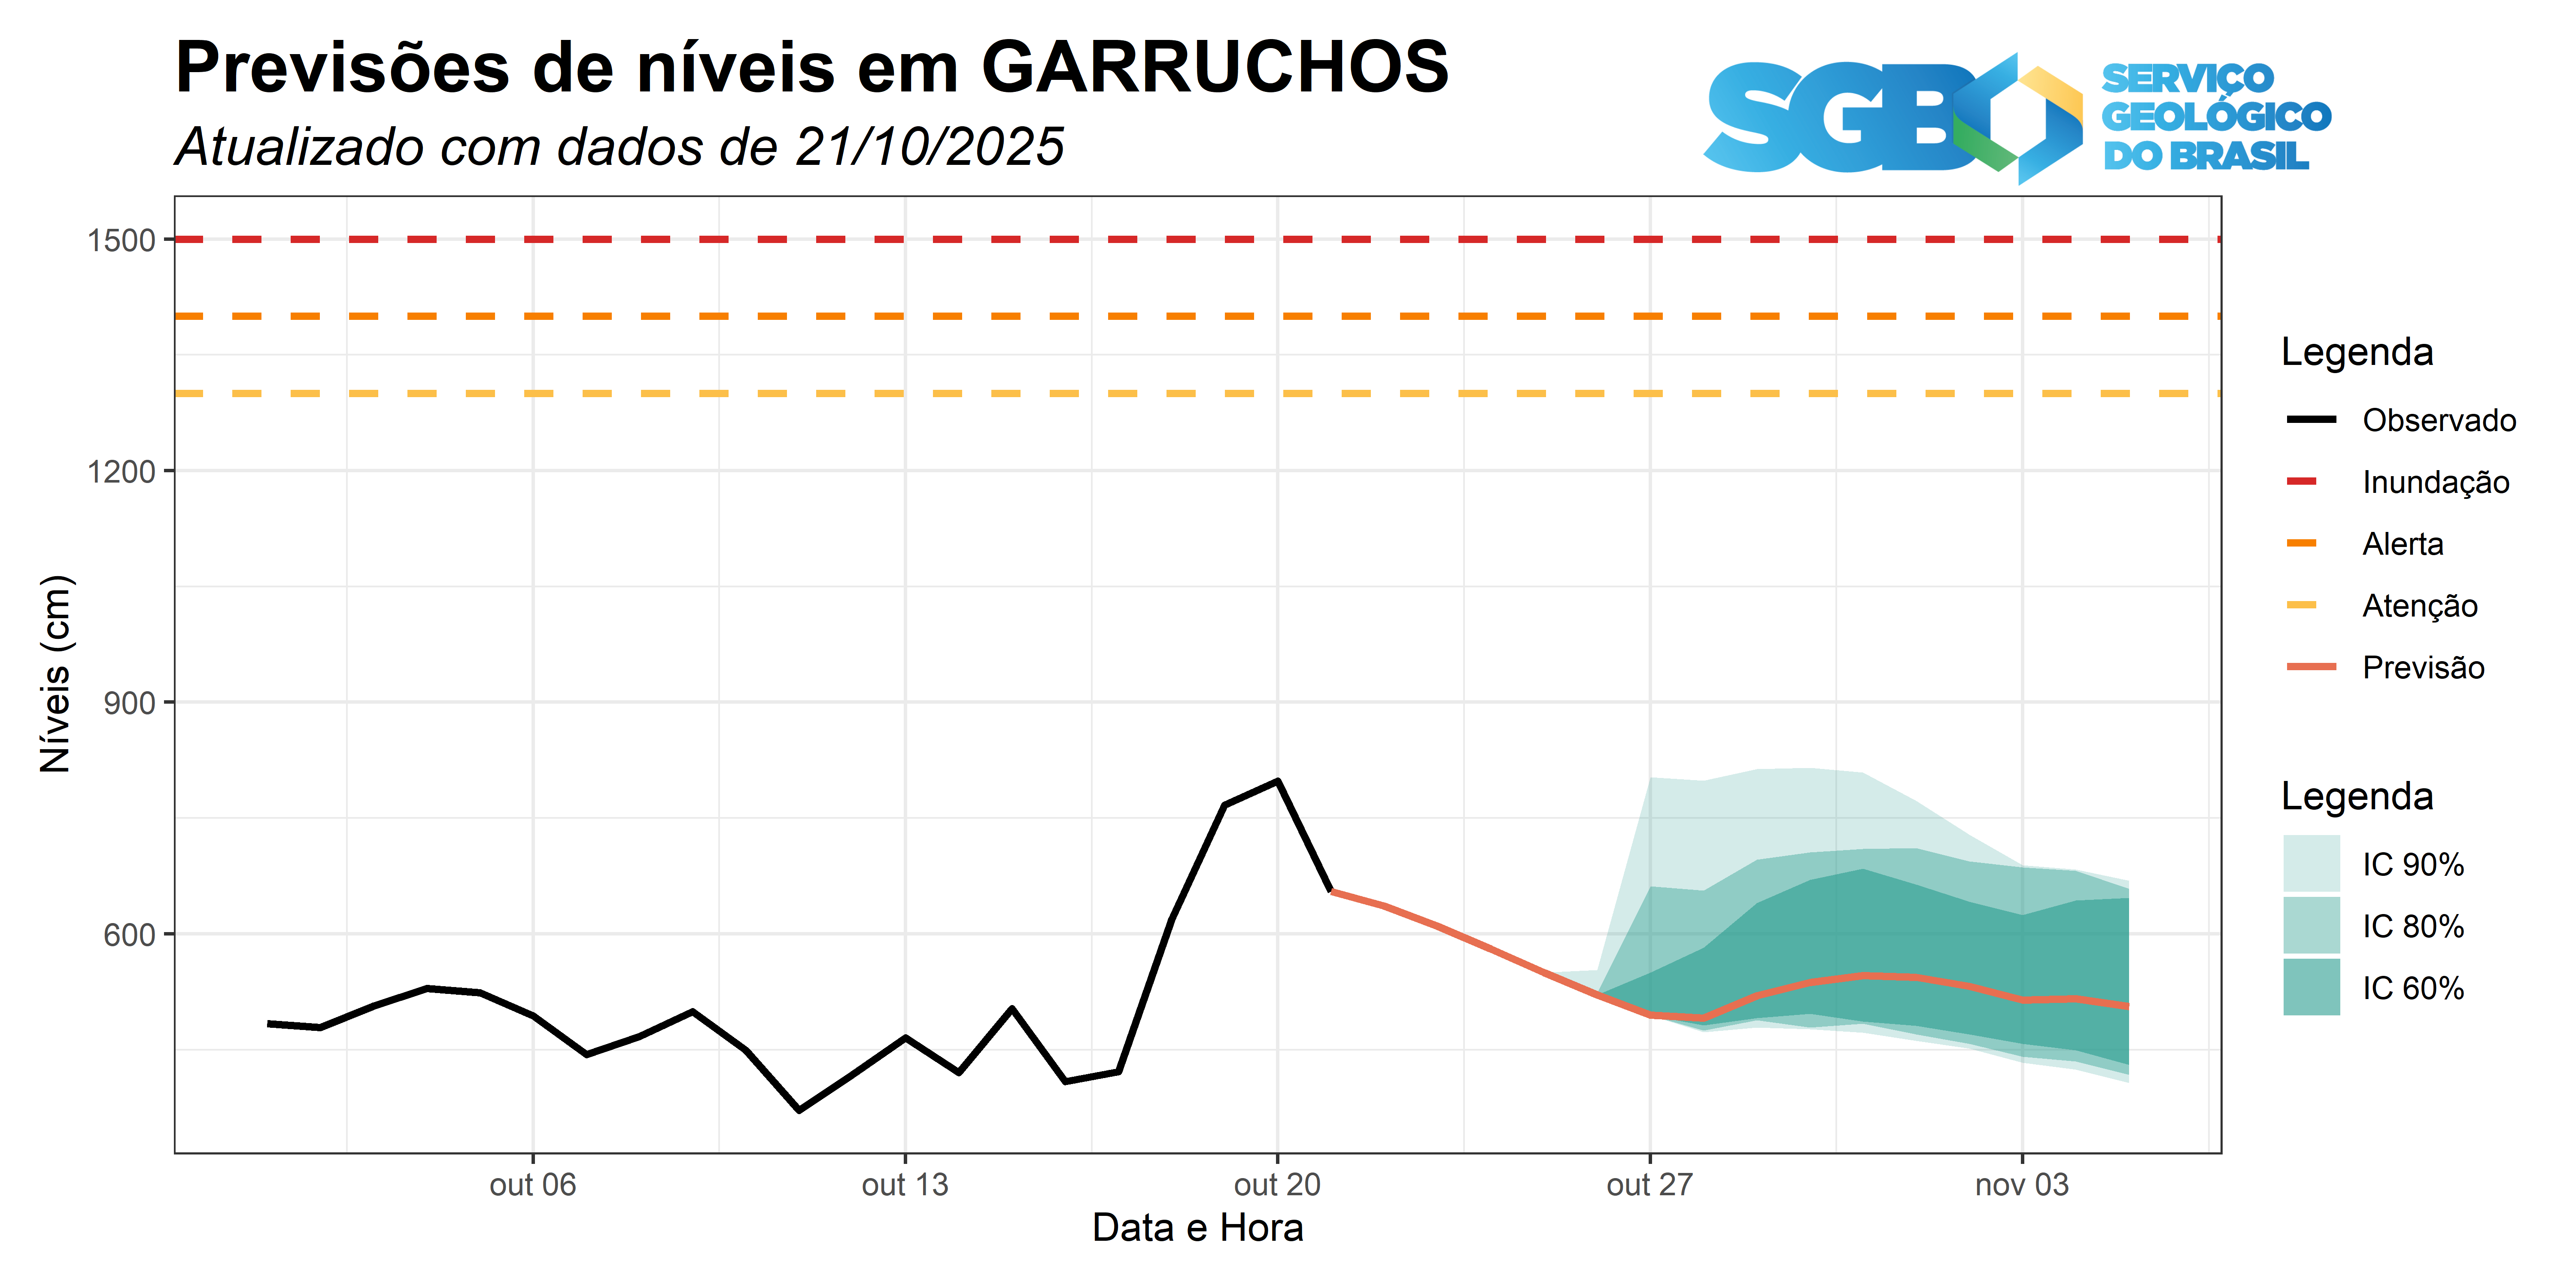 Previsões de níveis em GARRUCHOS
Atualizado com dados de 21/10/2025
SGB
SERVIÇO
GEOLÓGICO
DO BRASIL
1500
1200
900
600
Níveis (cm)
out 06
out 13
out 20
out 27
nov 03
Data e Hora
Legenda
Observado
Inundação
Alerta
Atenção
Previsão
Legenda
IC 90%
IC 80%
IC 60%